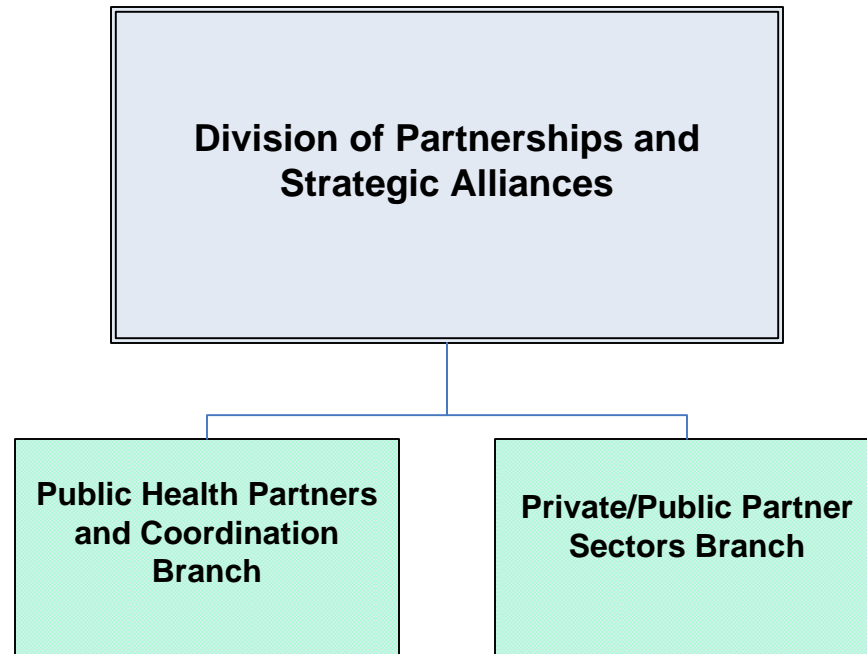 Division of Partnerships and
Strategic Alliances
Public Health Partners
and Coordination
Branch
Private/Public Partner
Sectors Branch